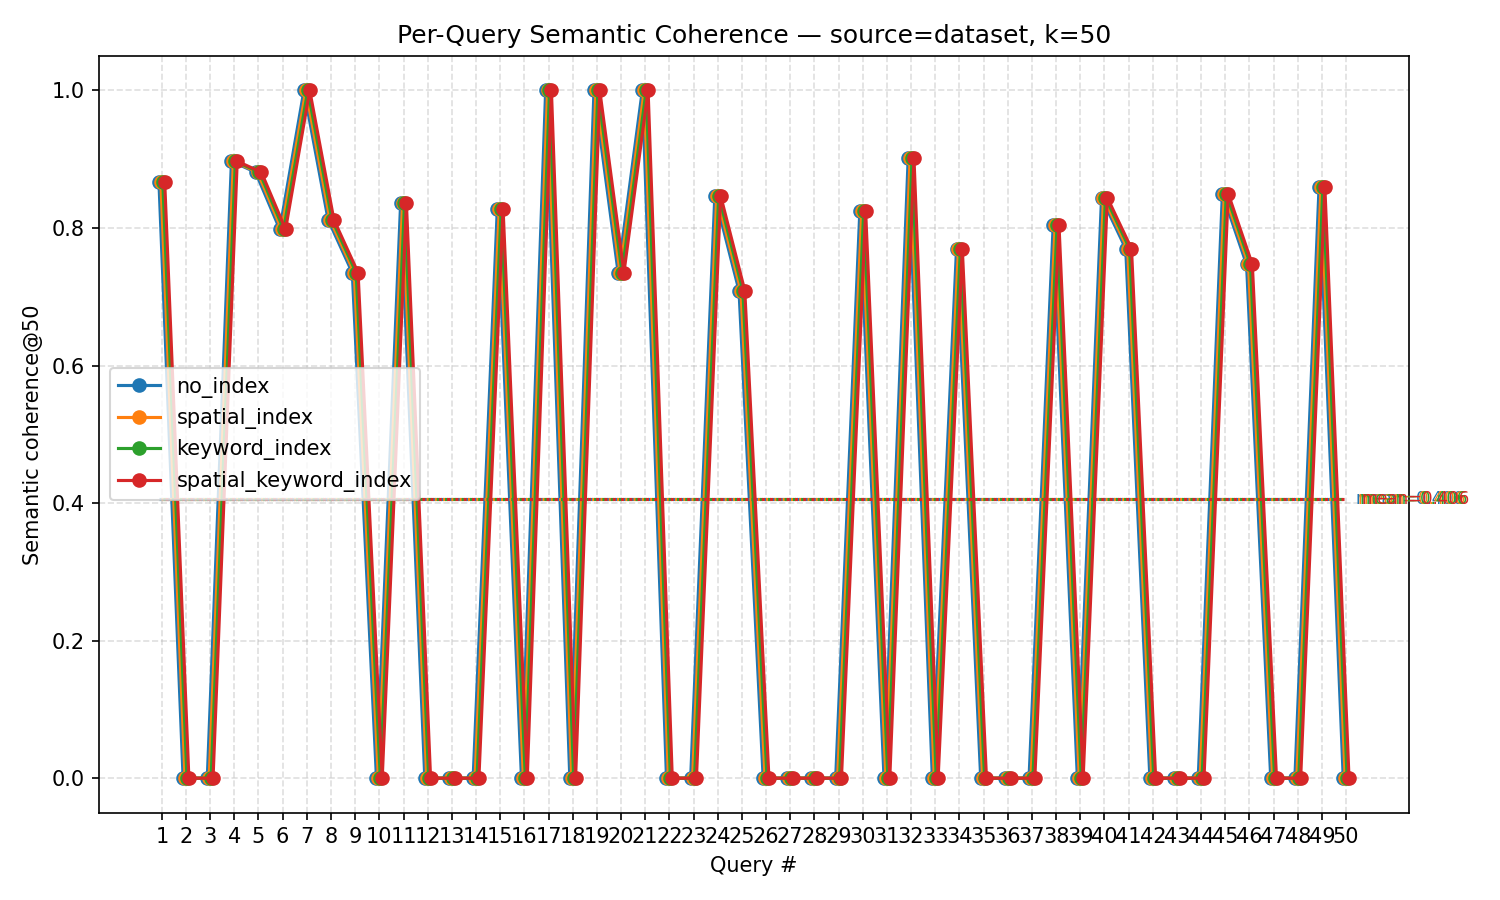 Per-Query Semantic Coherence — source=dataset, k=50
Semantic coherence@50
1.0
0.8
0.6
0.4
0.2
0.0
no_index
spatial_index
keyword_index
spatial_keyword_index
mean=0.406
1 2 3 4 5 6 7 8 9 10 11 12 13 14 15 16 17 18 19 20 21 22 23 24 25 26 27 28 29 30 31 32 33 34 35 36 37 38 39 40 41 42 43 44 45 46 47 48 49 50
Query #